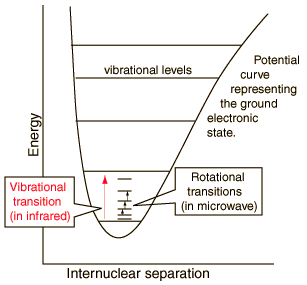 Potential
curve
representing
the ground
electronic
state.
vibrational levels
Energy
Vibrational
transition
(in infrared)
Rotational
transitions
(in microwave)
Internuclear separation